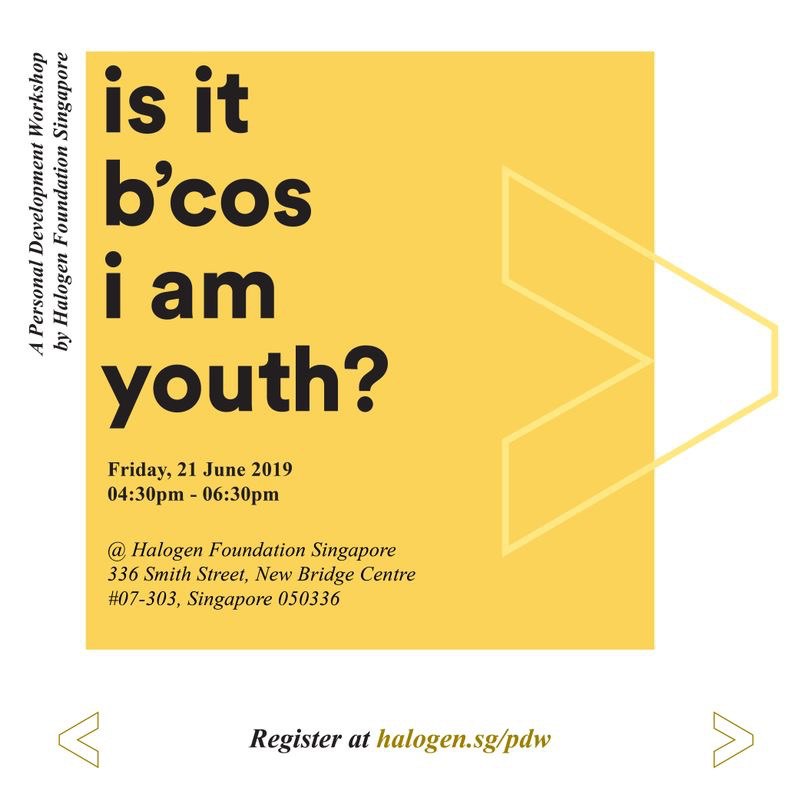 A Personal Development Workshop
by Halogen Foundation Singapore
is it
b’cos
i am
youth?
Friday, 21 June 2019
04:30pm - 06:30pm
@ Halogen Foundation Singapore
336 Smith Street, New Bridge Centre
#07-303, Singapore 050336
Register at halogen.sg/pdw